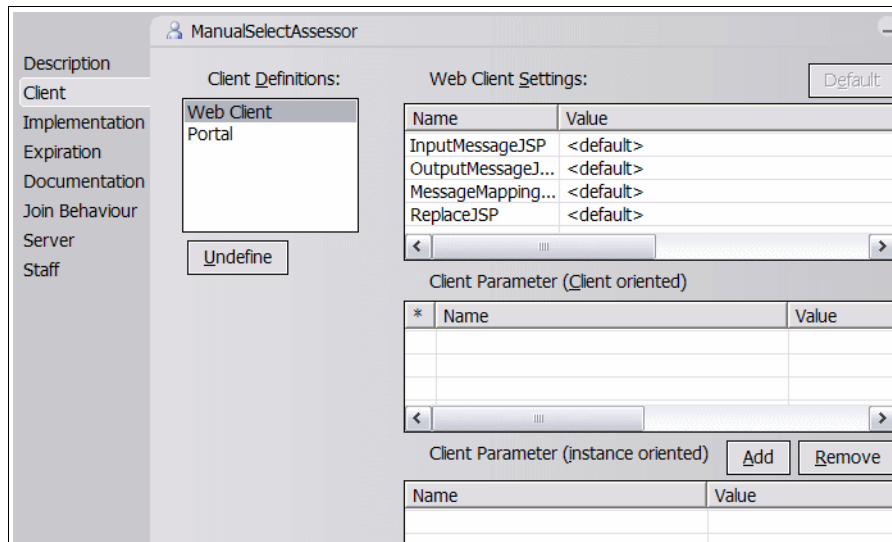 ManualSelectAssessor
Description
Client
Implementation
Expiration
Documentation
Join Behaviour
Server
Staff
Client Definitions:
Web Client
Portal
Undefine
Web Client Settings:
Default
Name Value
InputMessageJSP <default>
OutputMessageJ... <default>
MessageMapping... <default>
ReplaceJSP <default>
Client Parameter (Client oriented)
* Name Value
Client Parameter (instance oriented)
Add Remove
Name Value